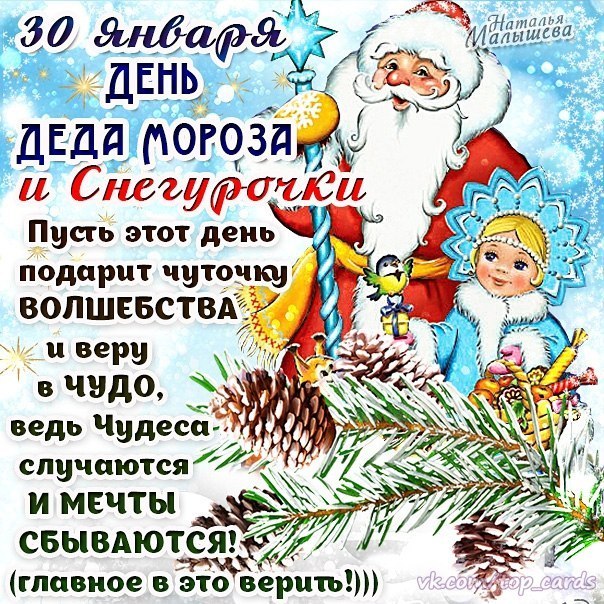 30 января
ДЕНЬ
ДЕДА МОРОЗА
и Снегурочки
Пусть этот день
подарит чуточку
ВОЛШЕБСТВА
и веру
в ЧУДО,
ведь Чудеса
случаются
И МЕЧТЫ
СБЫВАЮТСЯ!
(главное в это верить!)))
Наталья
Малышева
vk.com/top_cards